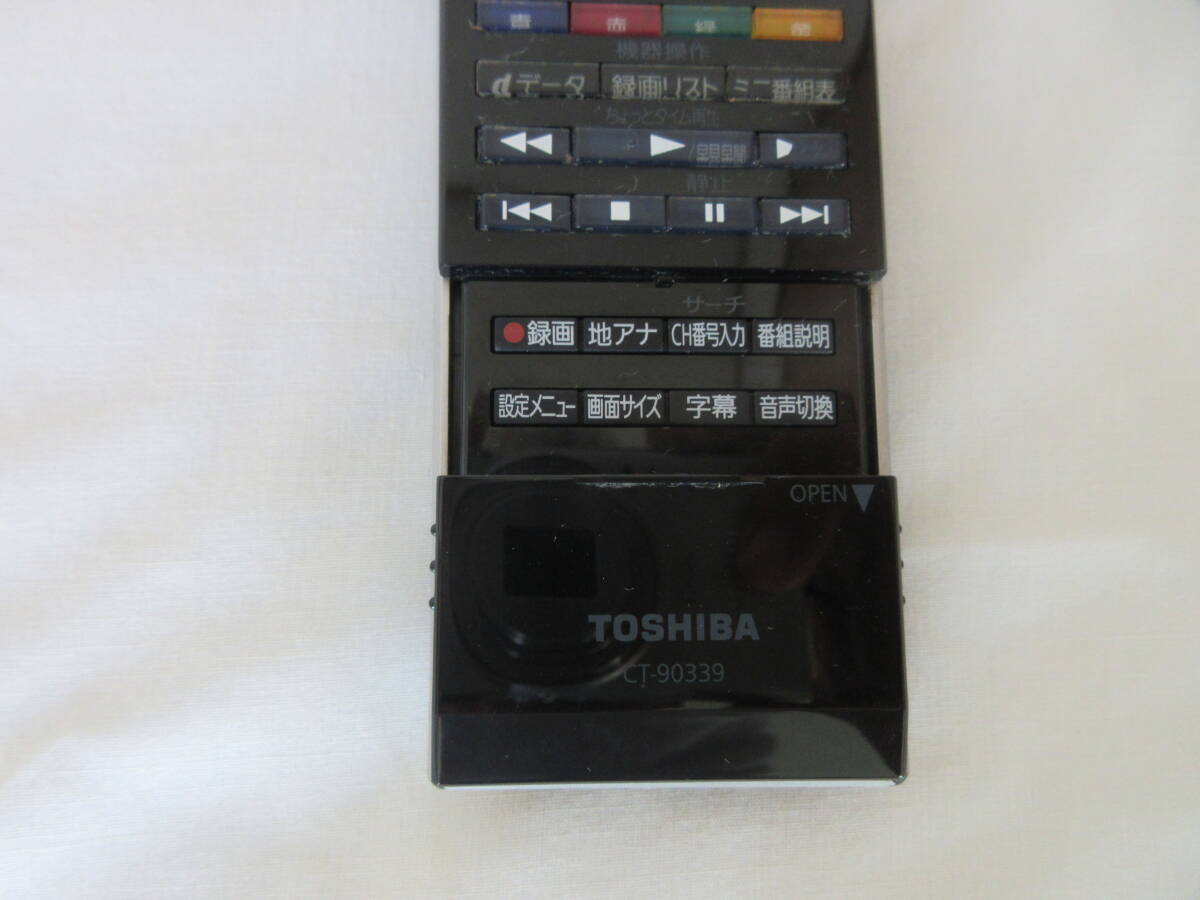 青 赤 緑 黄
機器操作
dデータ 録画リスト ミニ番組表
ちょっとタイム再生
静止
サーチ
録画 地アナ CH番号入力 番組説明
設定メニュー 画面サイズ 字幕 音声切換
OPEN
TOSHIBA
CT-90339